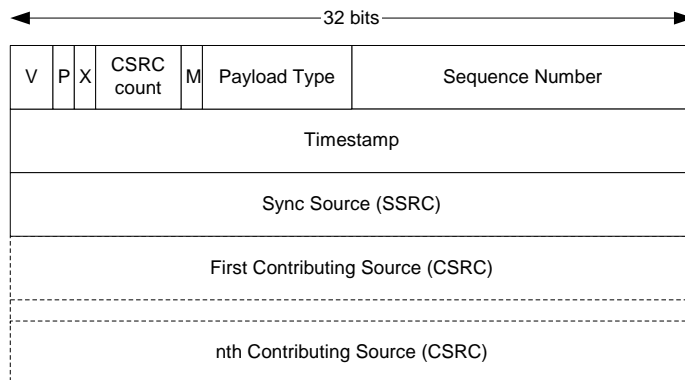 32 bits
V P X CSRC count M Payload Type Sequence Number
Timestamp
Sync Source (SSRC)
First Contributing Source (CSRC)
nth Contributing Source (CSRC)